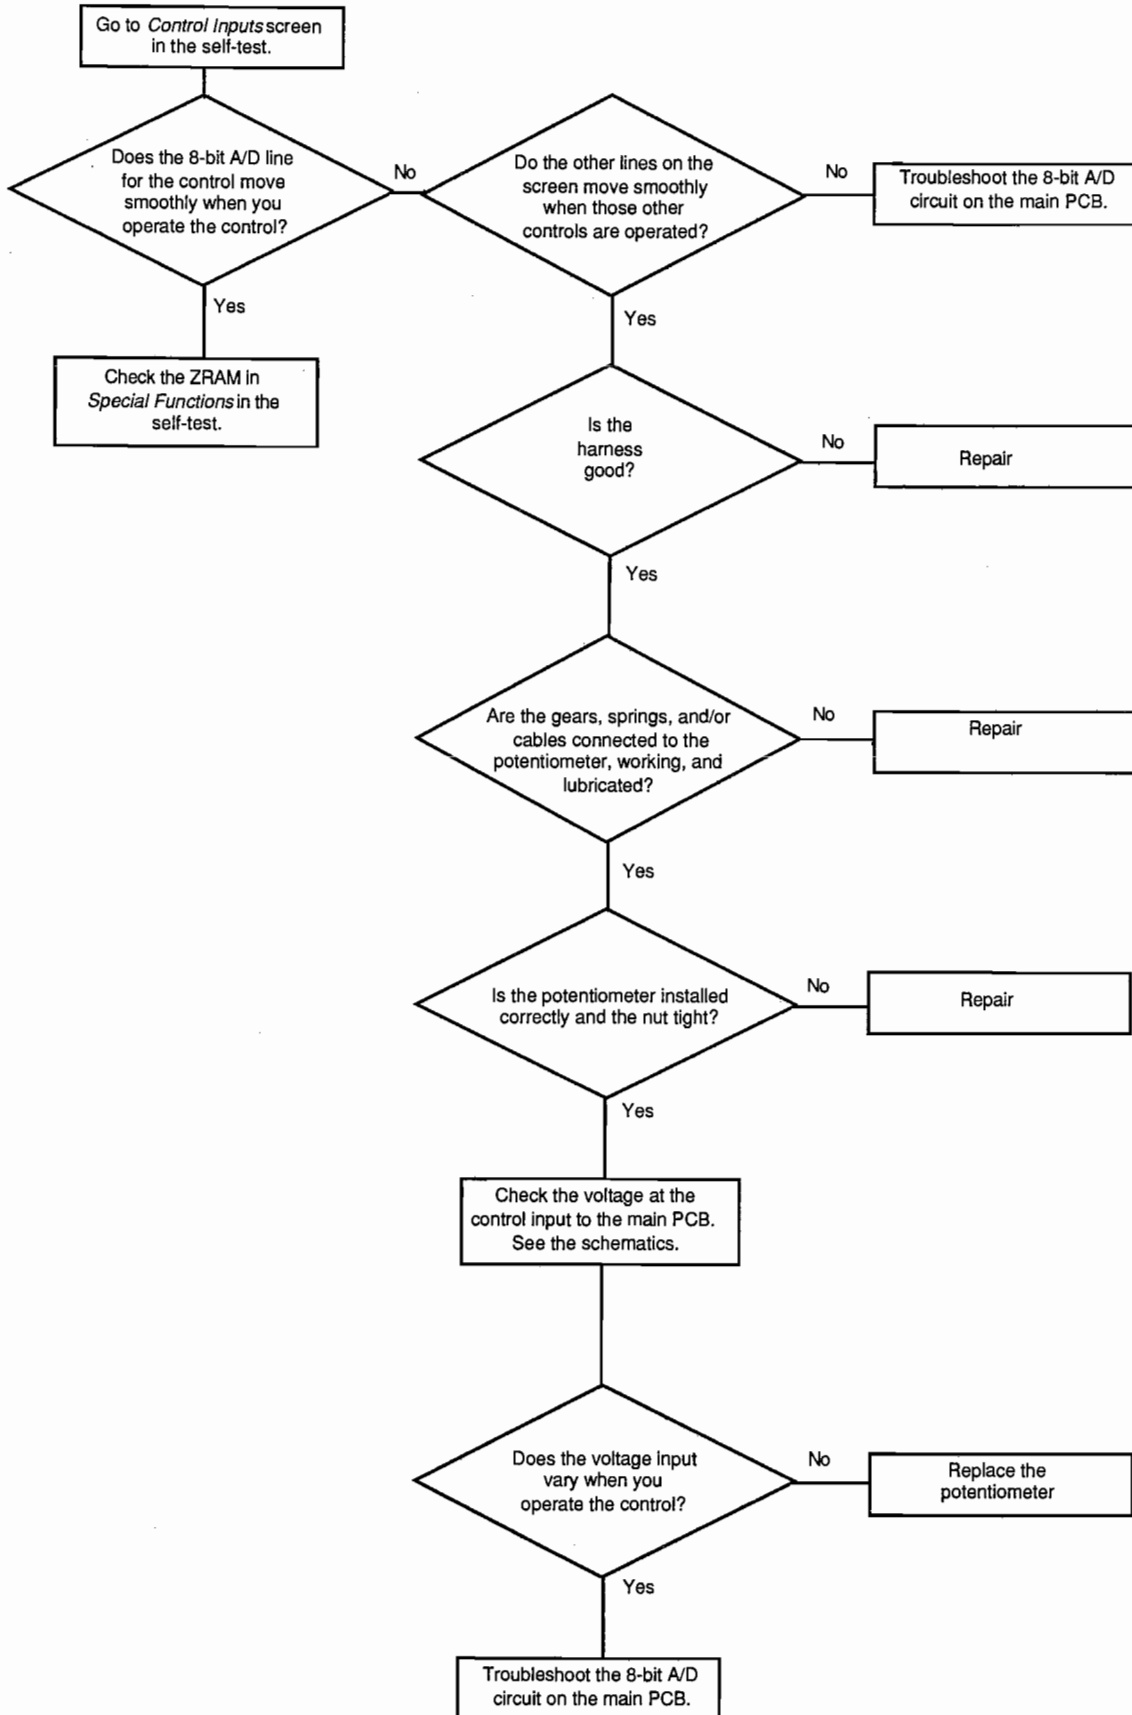 Go to Control Inputs screen
in the self-test.
Does the 8-bit A/D line
for the control move
smoothly when you
operate the control?
No
Do the other lines on the
screen move smoothly
when those other
controls are operated?
No
Troubleshoot the 8-bit A/D
circuit on the main PCB.
Yes
Check the ZRAM in
Special Functions in the
self-test.
Yes
Is the
harness
good?
No
Repair
Yes
Are the gears, springs, and/or
cables connected to the
potentiometer, working, and
lubricated?
No
Repair
Yes
Is the potentiometer installed
correctly and the nut tight?
No
Repair
Yes
Check the voltage at the
control input to the main PCB.
See the schematics.
Does the voltage input
vary when you
operate the control?
No
Replace the
potentiometer
Yes
Troubleshoot the 8-bit A/D
circuit on the main PCB.